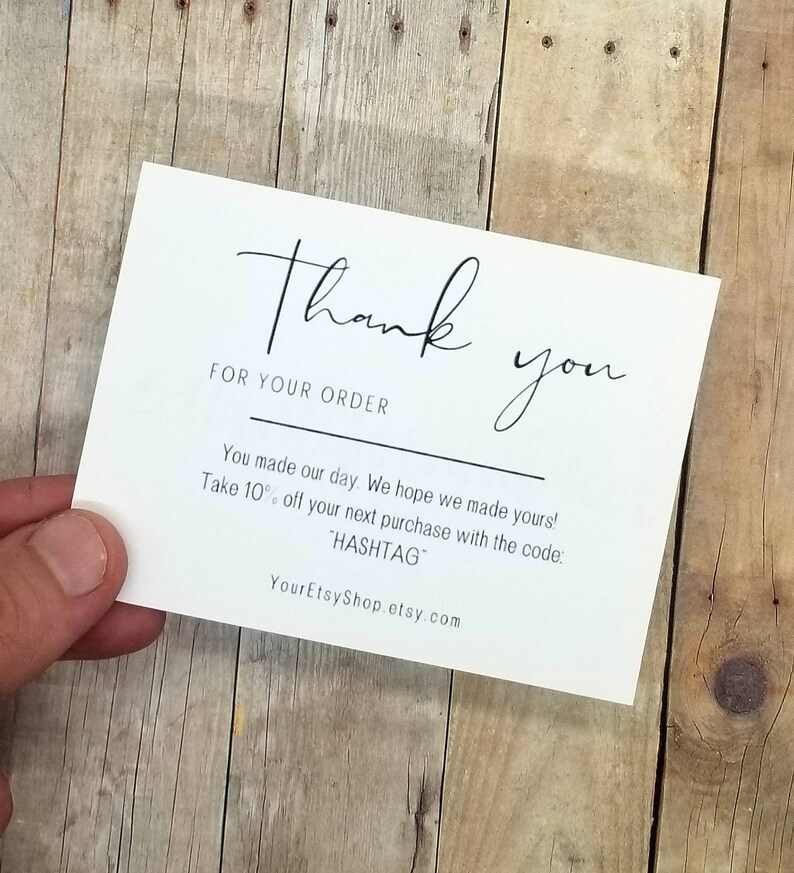 Thank you
FOR YOUR ORDER
You made our day. We hope we made yours!
Take 10% off your next purchase with the code:
"HASHTAG"
YourEtsyShop.etsy.com